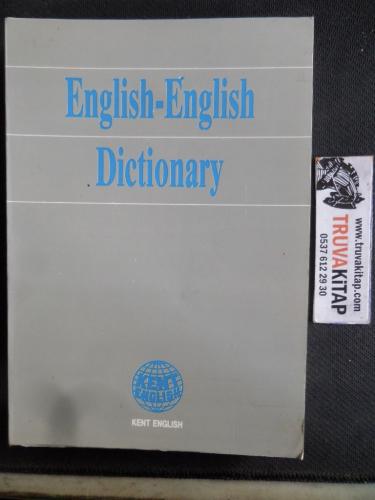 English-English
Dictionary
KENT
ENGLISH
KENT ENGLISH
www.truvakitap.com
TRUVAKiTAP
0537 612 29 30